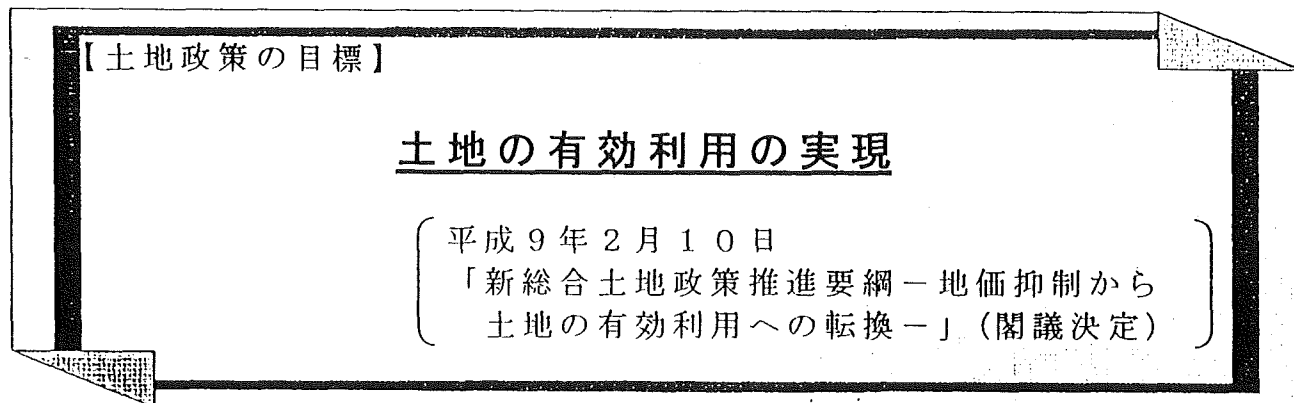 【土地政策の目標】
土地の有効利用の実現
平成９年２月１０日
「新総合土地政策推進要綱－地価抑制から
土地の有効利用への転換－」（閣議決定）